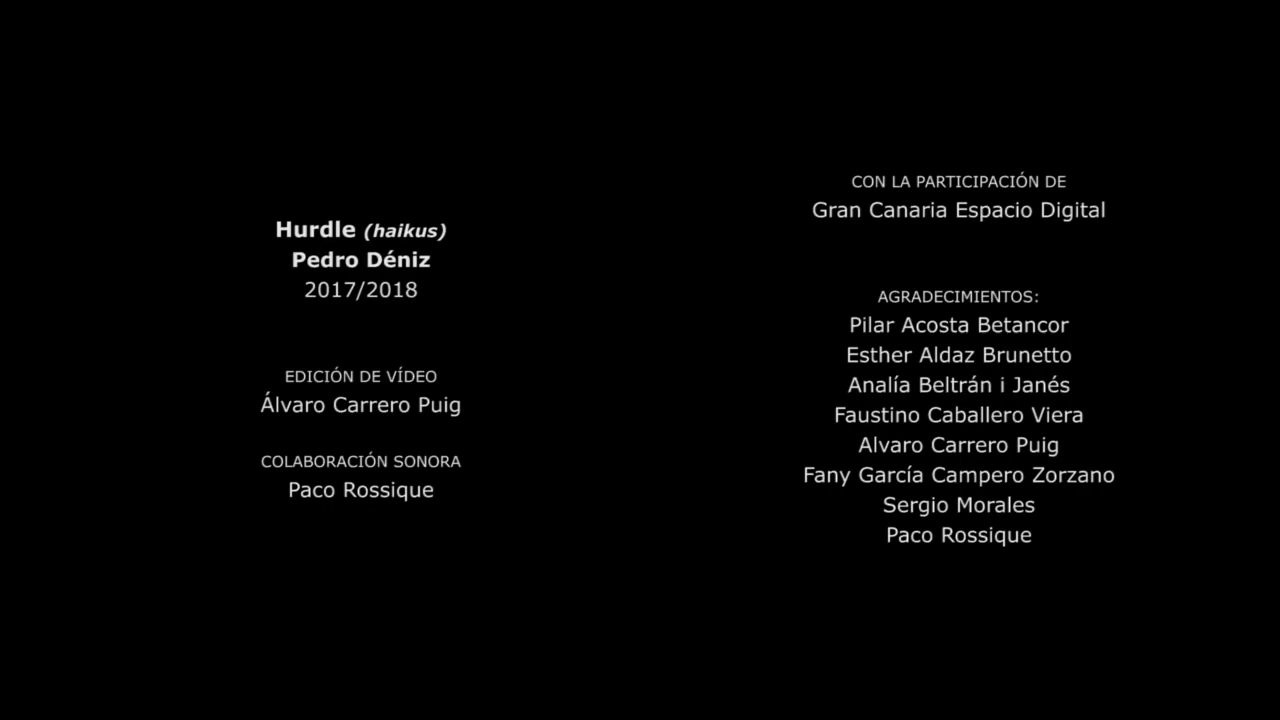 Hurdle (haikus)
Pedro Déniz
2017/2018
EDICIÓN DE VÍDEO
Álvaro Carrero Puig
COLABORACIÓN SONORA
Paco Rossique
CON LA PARTICIPACIÓN DE
Gran Canaria Espacio Digital
AGRADECIMIENTOS:
Pilar Acosta Betancor
Esther Aldaz Brunetto
Analía Beltrán i Janés
Faustino Caballero Viera
Alvaro Carrero Puig
Fany García Campero Zorzano
Sergio Morales
Paco Rossique